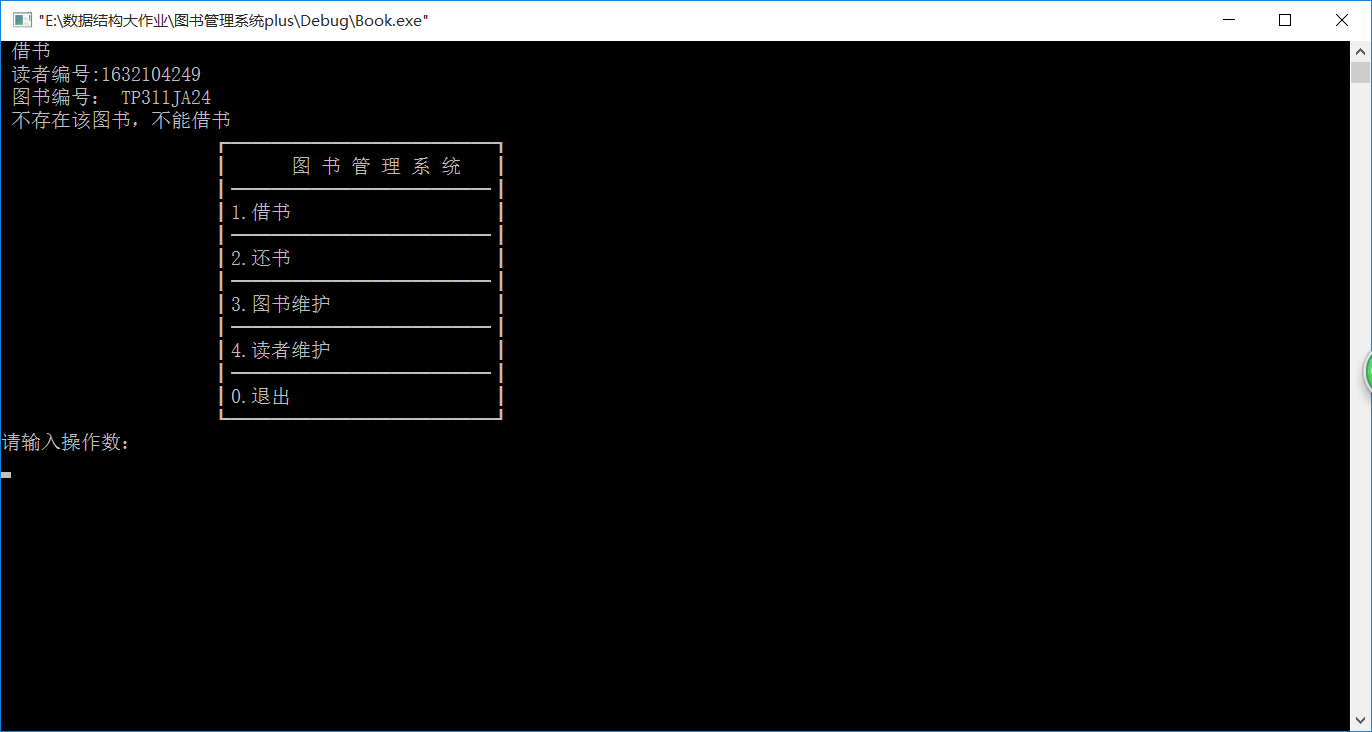 "E:\数据结构大作业\图书管理系统plus\Debug\Book.exe"
借书
读者编号:1632104249
图书编号： TP311JA24
不存在该图书，不能借书
图 书 管 理 系 统
1.借书
2.还书
3.图书维护
4.读者维护
0.退出
请输入操作数：